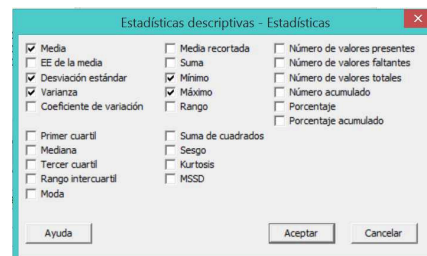 Estadísticas descriptivas - Estadísticas
Media
EE de la media
Desviación estándar
Varianza
Coeficiente de variación
Primer cuartil
Mediana
Tercer cuartil
Rango intercuartil
Moda
Media recortada
Suma
Mínimo
Máximo
Rango
Suma de cuadrados
Sesgo
Kurtosis
MSSD
Número de valores presentes
Número de valores faltantes
Número de valores totales
Número acumulado
Porcentaje
Porcentaje acumulado
Ayuda
Aceptar
Cancelar